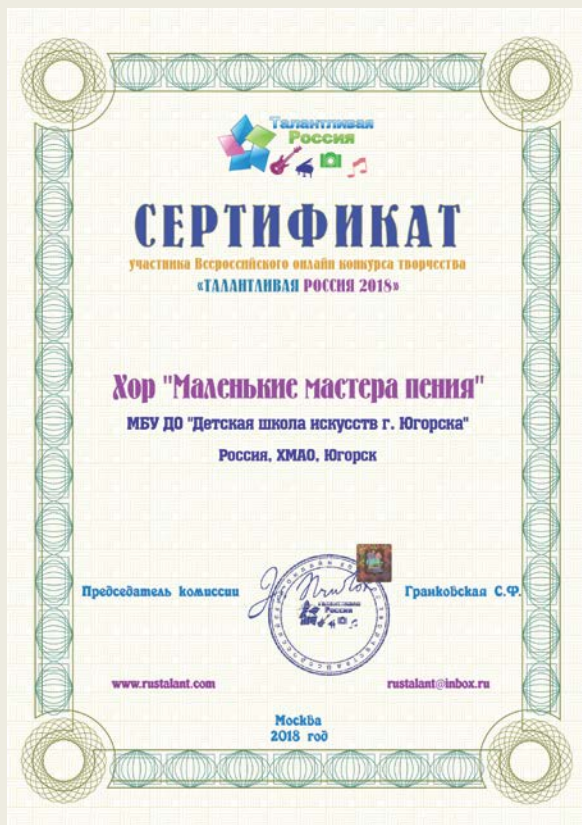 Талантливая
Россия
СЕРТИФИКАТ
участника Всероссийского онлайн конкурса творчества
«ТАЛАНТЛИВАЯ РОССИЯ 2018»
Хор "Маленькие мастера пения"
МБУ ДО "Детская школа искусств г. Югорска"
Россия, ХМАО, Югорск
Председатель комиссии
Гранковская С.Ф.
www.rustalant.com
rustalant@inbox.ru
Москва
2018 год